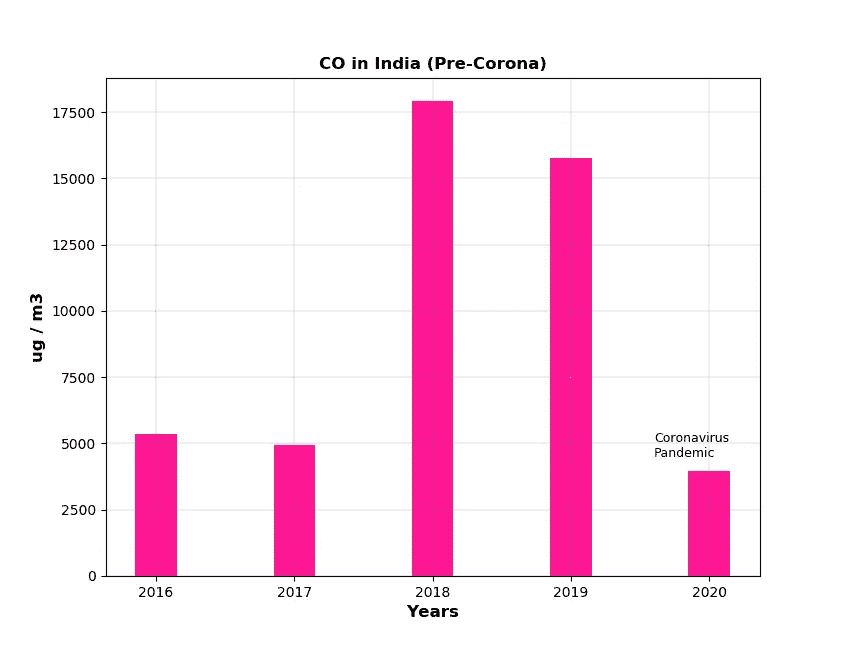 CO in India (Pre-Corona)
ug / m3
17500
15000
12500
10000
7500
5000
2500
0
Coronavirus
Pandemic
2016 2017 2018 2019 2020
Years